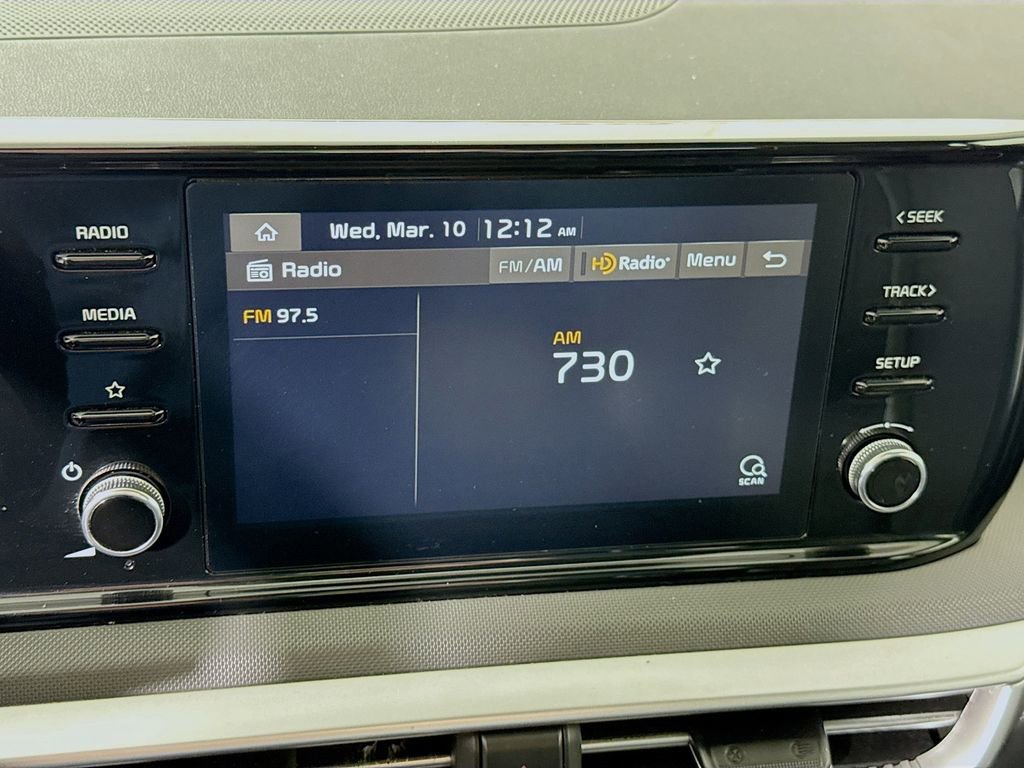 RADIO
MEDIA
Wed, Mar. 10 12:12 AM
Radio FM/AM HD Radio Menu
FM 97.5
AM
730
SCAN
<SEEK
TRACK>
SETUP